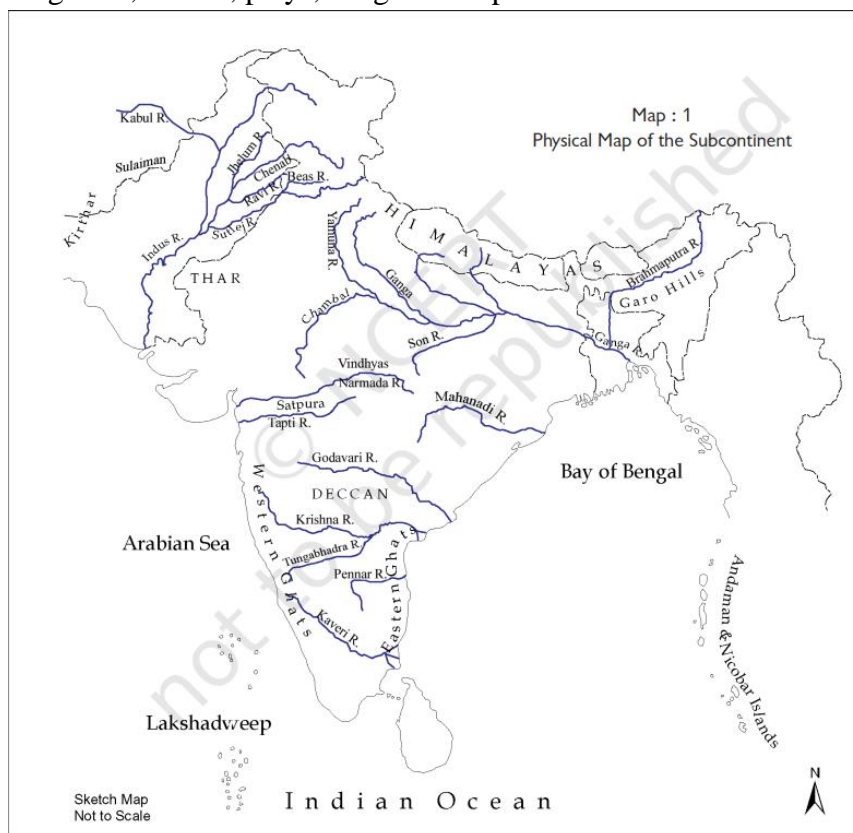 Map : 1
Physical Map of the Subcontinent
Kabul R.
Sulaiman
Kirthar
Jhelum R.
Chenab
Ravi R.
Beas R.
Sutlej R.
Indus R.
THAR
HIMALAYAS
Yamuna R.
Ganga
Chambal
Brahmaputra R.
Garo Hills
Ganga R.
Son R.
Vindhyas
Narmada R.
Satpura
Tapti R.
Mahanadi R.
Godavari R.
DECCAN
Bay of Bengal
Western Ghats
Krishna R.
Arabian Sea
Tungabhadra R.
Pennar R.
Eastern Ghats
Kaveri R.
Andaman & Nicobar Islands
Lakshadweep
Indian Ocean
Sketch Map
Not to Scale
N
© NCERT
not to be republished